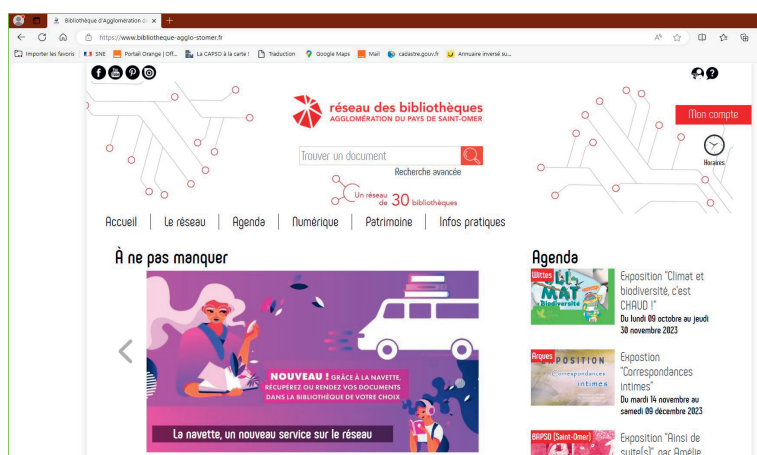 Bibliothèque d'Agglomération d
https://www.bibliotheque-agglo-stomer.fr
Importer les favoris
SNE
Portail Orange | Off...
La CAPSO à la carte !
Traduction
Google Maps
Mail
cadastre.gouv.fr
Annuaire inversé su...
réseau des bibliothèques
AGGLOMÉRATION DU PAYS DE SAINT-OMER
Mon compte
Horaires
Trouver un document
Recherche avancée
Un réseau
de 30 bibliothèques
Accueil | Le réseau | Agenda | Numérique | Patrimoine | Infos pratiques
À ne pas manquer
NOUVEAU ! GRÂCE À LA NAVETTE,
RÉCUPÉREZ OU RENDEZ VOS DOCUMENTS
DANS LA BIBLIOTHÈQUE DE VOTRE CHOIX
La navette, un nouveau service sur le réseau
Agenda
Wittes
MAT
Biodiversité
Exposition "Climat et
biodiversité, c'est
CHAUD !"
Du lundi 09 octobre au jeudi
30 novembre 2023
Arques
POSITION
Correspondances
intimes
Expostion
"Correspondances
intimes"
Du mardi 14 novembre au
samedi 09 décembre 2023
BAPSO (Saint-Omer)
Exposition "Ainsi de
suite(s)", par Amélie